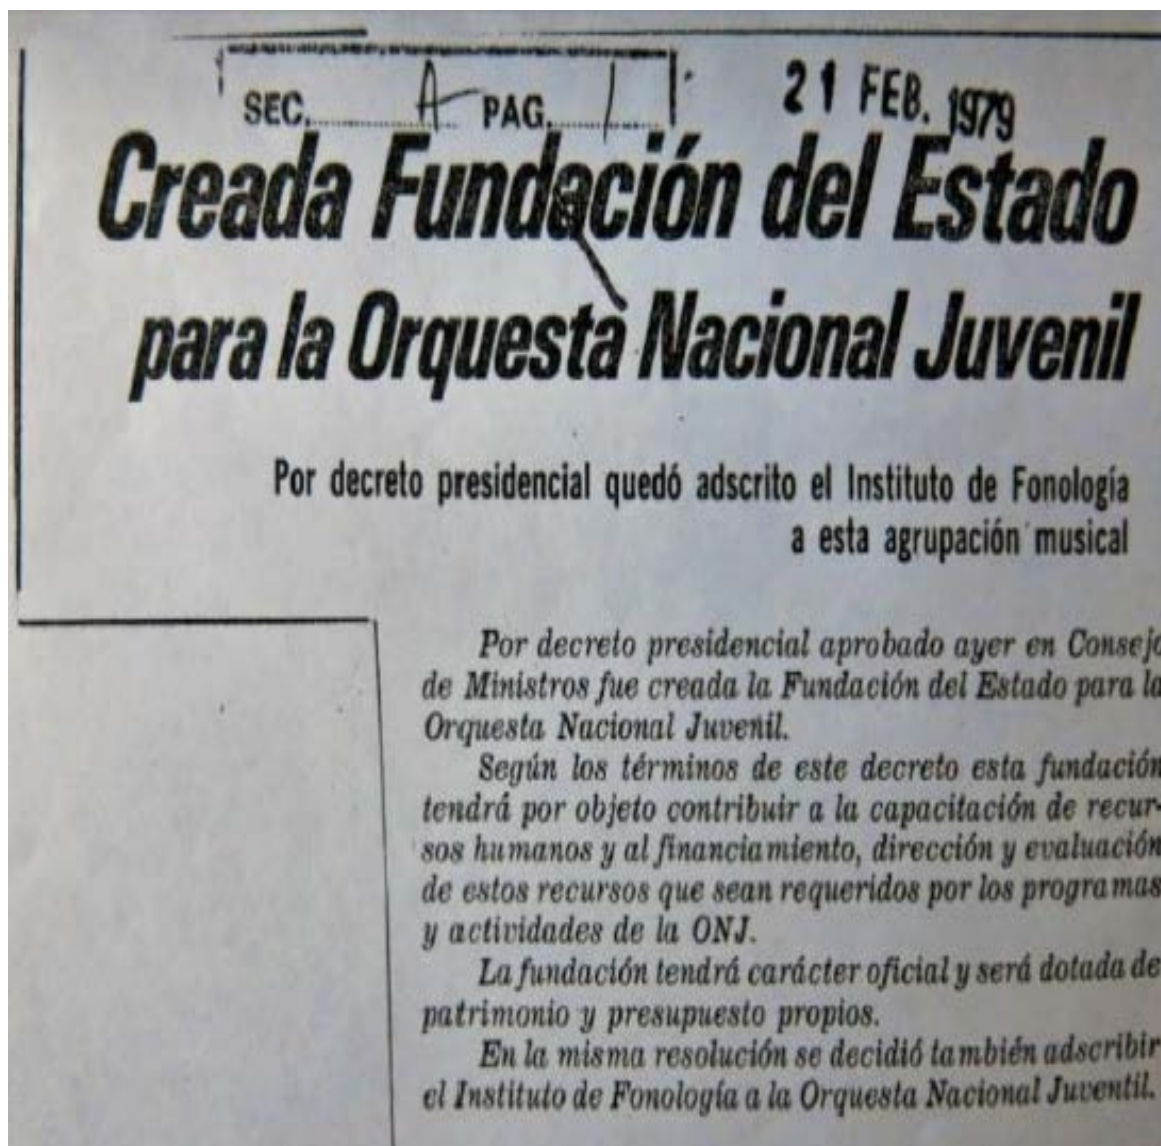 SEC. A PAG. 1
21 FEB. 1979
Creada Fundación del Estado
para la Orquesta Nacional Juvenil
Por decreto presidencial quedó adscrito el Instituto de Fonología
a esta agrupación musical
Por decreto presidencial aprobado ayer en Consejo
de Ministros fue creada la Fundación del Estado para la
Orquesta Nacional Juvenil.
Según los términos de este decreto esta fundación
tendrá por objeto contribuir a la capacitación de recur-
sos humanos y al financiamiento, dirección y evaluación
de estos recursos que sean requeridos por los programas
y actividades de la ONJ.
La fundación tendrá carácter oficial y será dotada de
patrimonio y presupuesto propios.
En la misma resolución se decidió también adscribir
el Instituto de Fonología a la Orquesta Nacional Juventil.